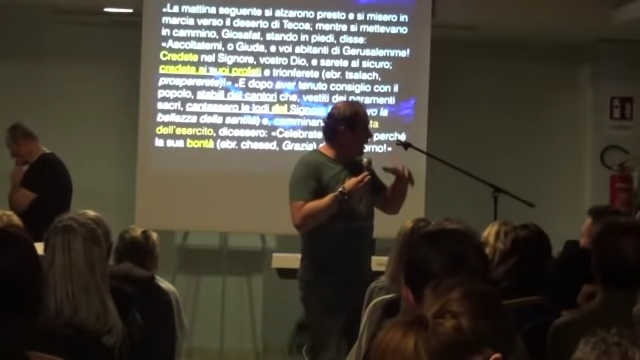 «La mattina seguente si alzarono presto e si misero in
marcia verso il deserto di Tecoa; mentre si mettevano
in cammino, Giosafat, stando in piedi, disse:
«Ascoltatemi, o Giuda, e voi abitanti di Gerusalemme!
Credete nel Signore, vostro Dio, e sarete al sicuro;
credete ai suoi profeti e trionferete (ebr. tsalach,
prospererete)!» .E dopo aver tenuto consiglio con il
popolo, stabilì dei cantori che, vestiti dei paramenti
sacri, cantassero le lodi del Signore la
bellezza della santità) e, camminando
dell'esercito, dicessero: «Celebrate perché
la sua bontà (ebr. chesed, Grazia)